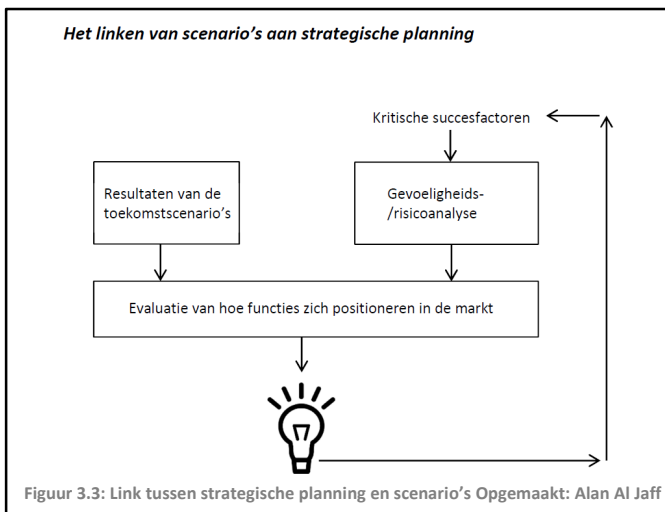 Het linken van scenario's aan strategische planning
Kritische succesfactoren
Resultaten van de
toekomstscenario's
Gevoeligheids-
/risicoanalyse
Evaluatie van hoe functies zich positioneren in de markt
Figuur 3.3: Link tussen strategische planning en scenario's Opgemaakt: Alan Al Jaff